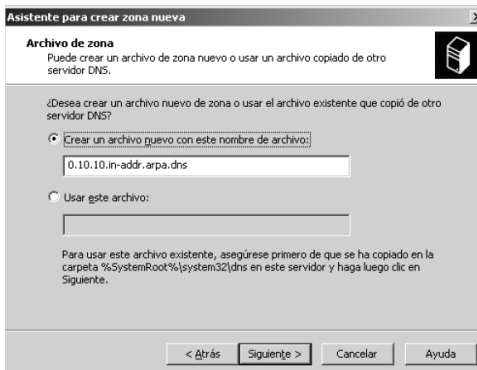 Asistente para crear zona nueva
Archivo de zona
Puede crear un archivo de zona nuevo o usar un archivo copiado de otro
servidor DNS.
¿Desea crear un archivo nuevo de zona o usar el archivo existente que copió de otro
servidor DNS?
Crear un archivo nuevo con este nombre de archivo:
0.10.10.in-addr.arpa.dns
Usar este archivo:
Para usar este archivo existente, asegúrese primero de que se ha copiado en la
carpeta %SystemRoot%\system32\dns en este servidor y haga luego clic en
Siguiente.
< Atrás Siguiente > Cancelar Ayuda